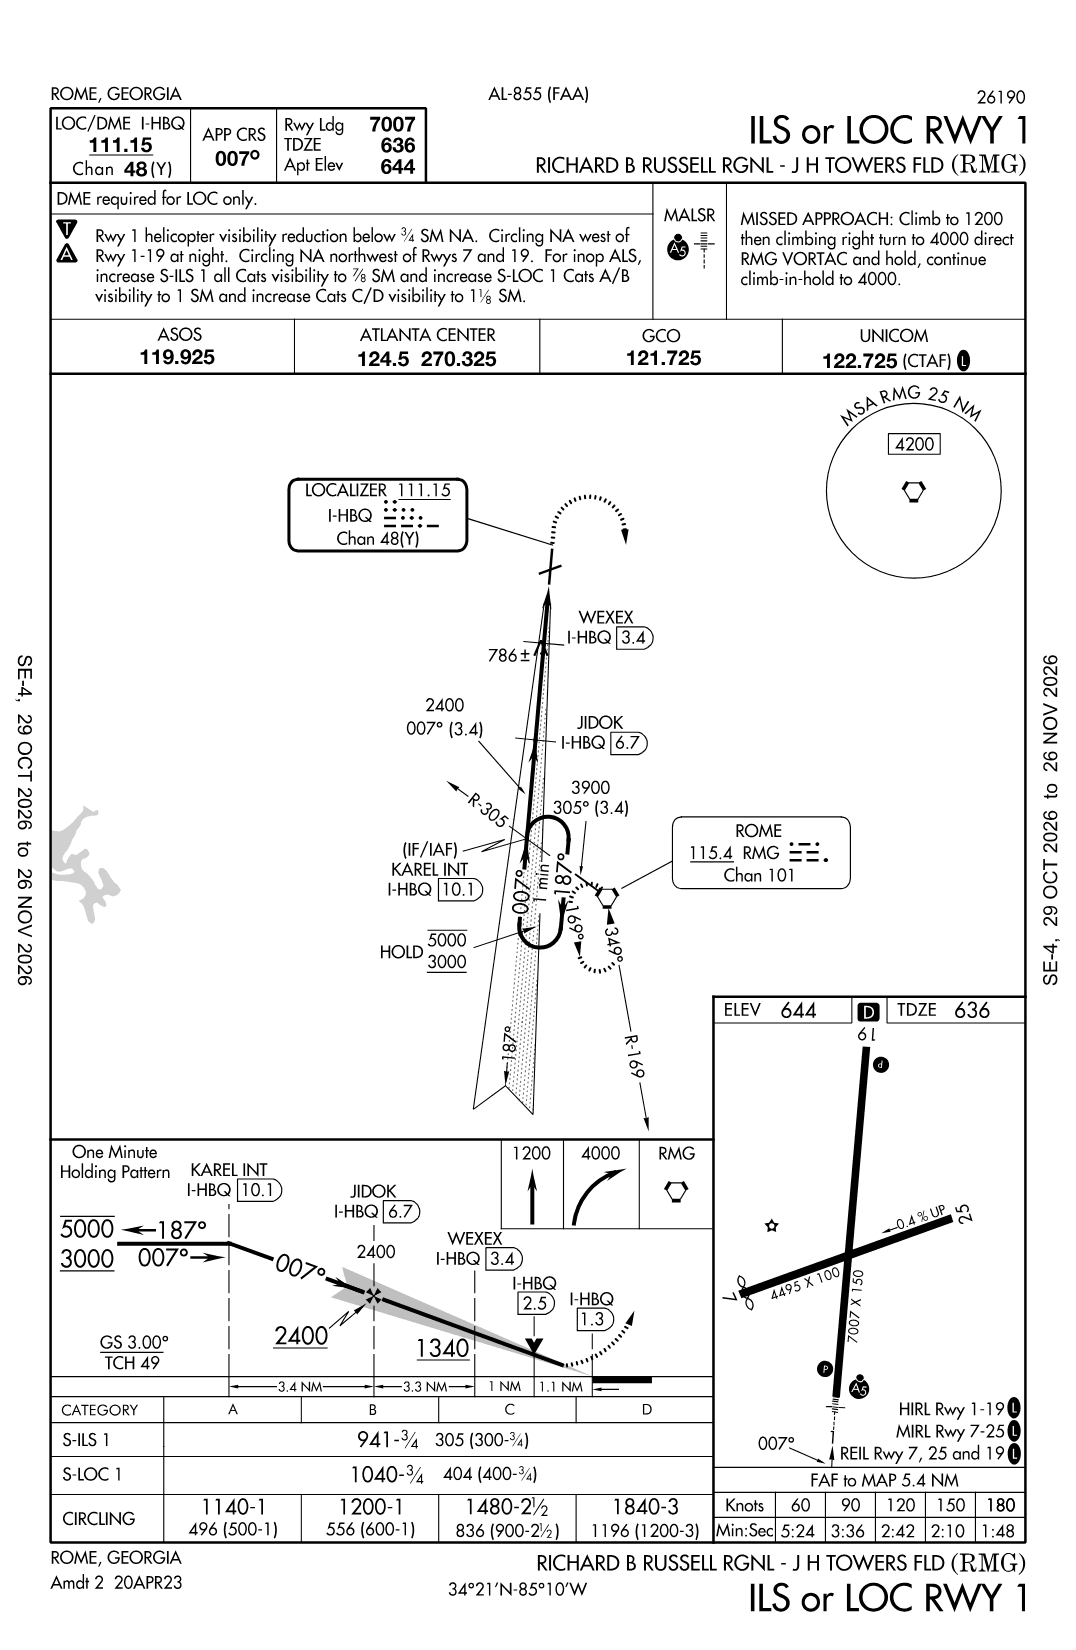 ROME, GEORGIA
AL-855 (FAA)
26190
LOC/DME I-HBQ
111.15
Chan 48 (Y)
APP CRS
007°
Rwy Ldg 7007
TDZE 636
Apt Elev 644
ILS or LOC RWY 1
RICHARD B RUSSELL RGNL - J H TOWERS FLD (RMG)
DME required for LOC only.
T
A
Rwy 1 helicopter visibility reduction below ¾ SM NA. Circling NA west of
Rwy 1-19 at night. Circling NA northwest of Rwys 7 and 19. For inop ALS,
increase S-ILS 1 all Cats visibility to ⅞ SM and increase S-LOC 1 Cats A/B
visibility to 1 SM and increase Cats C/D visibility to 1⅛ SM.
MALSR
A5
MISSED APPROACH: Climb to 1200
then climbing right turn to 4000 direct
RMG VORTAC and hold, continue
climb-in-hold to 4000.
ASOS
119.925
ATLANTA CENTER
124.5 270.325
GCO
121.725
UNICOM
122.725 (CTAF) L
MSA RMG 25 NM
4200
LOCALIZER 111.15
I-HBQ
Chan 48(Y)
WEXEX
I-HBQ 3.4
786±
2400
007° (3.4)
JIDOK
I-HBQ 6.7
3900
305° (3.4)
R-305
(IF/IAF)
KAREL INT
I-HBQ 10.1
ROME
115.4 RMG
Chan 101
007°
1 min
187°
169°
349°
HOLD 5000
3000
187°
R-169
SE-4, 29 OCT 2026 to 26 NOV 2026
SE-4, 29 OCT 2026 to 26 NOV 2026
ELEV 644
D
TDZE 636
19
P
0.4% UP
25
7
4495 X 100
7007 X 150
P
A5
1
007°
HIRL Rwy 1-19 L
MIRL Rwy 7-25 L
REIL Rwy 7, 25 and 19 L
FAF to MAP 5.4 NM
Knots 60 90 120 150 180
Min:Sec 5:24 3:36 2:42 2:10 1:48
One Minute
Holding Pattern
KAREL INT
I-HBQ 10.1
5000 187°
3000 007°
007°
JIDOK
I-HBQ 6.7
2400
2400
WEXEX
I-HBQ 3.4
1340
I-HBQ
2.5
I-HBQ
1.3
1200
4000
RMG
GS 3.00°
TCH 49
3.4 NM
3.3 NM
1 NM
1.1 NM
CATEGORY A B C D
S-ILS 1 941-¾ 305 (300-¾)
S-LOC 1 1040-¾ 404 (400-¾)
CIRCLING
1140-1 1200-1 1480-2½ 1840-3
496 (500-1) 556 (600-1) 836 (900-2½) 1196 (1200-3)
ROME, GEORGIA
Amdt 2 20APR23
34°21'N-85°10'W
RICHARD B RUSSELL RGNL - J H TOWERS FLD (RMG)
ILS or LOC RWY 1